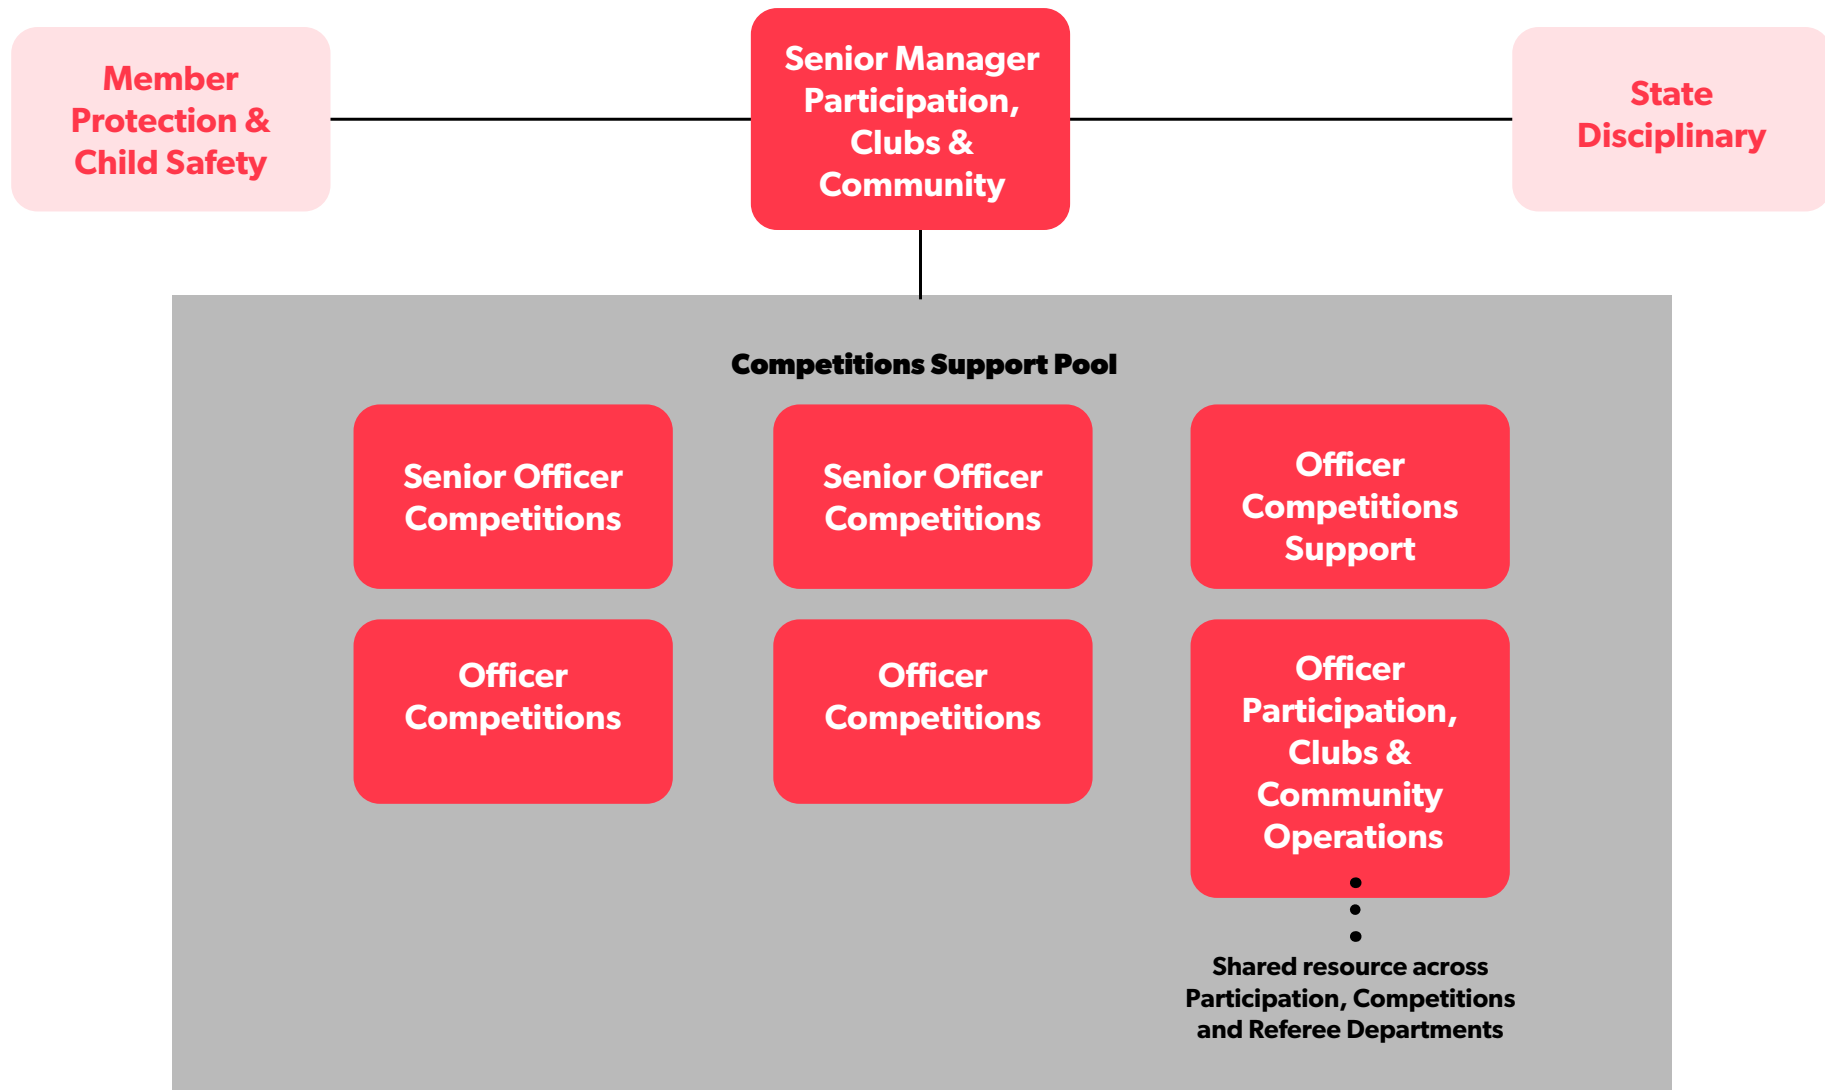 Member
Protection &
Child Safety
Senior Manager
Participation,
Clubs &
Community
State
Disciplinary
Competitions Support Pool
Senior Officer
Competitions
Senior Officer
Competitions
Officer
Competitions
Support
Officer
Competitions
Officer
Competitions
Officer
Participation,
Clubs &
Community
Operations
Shared resource across
Participation, Competitions
and Referee Departments